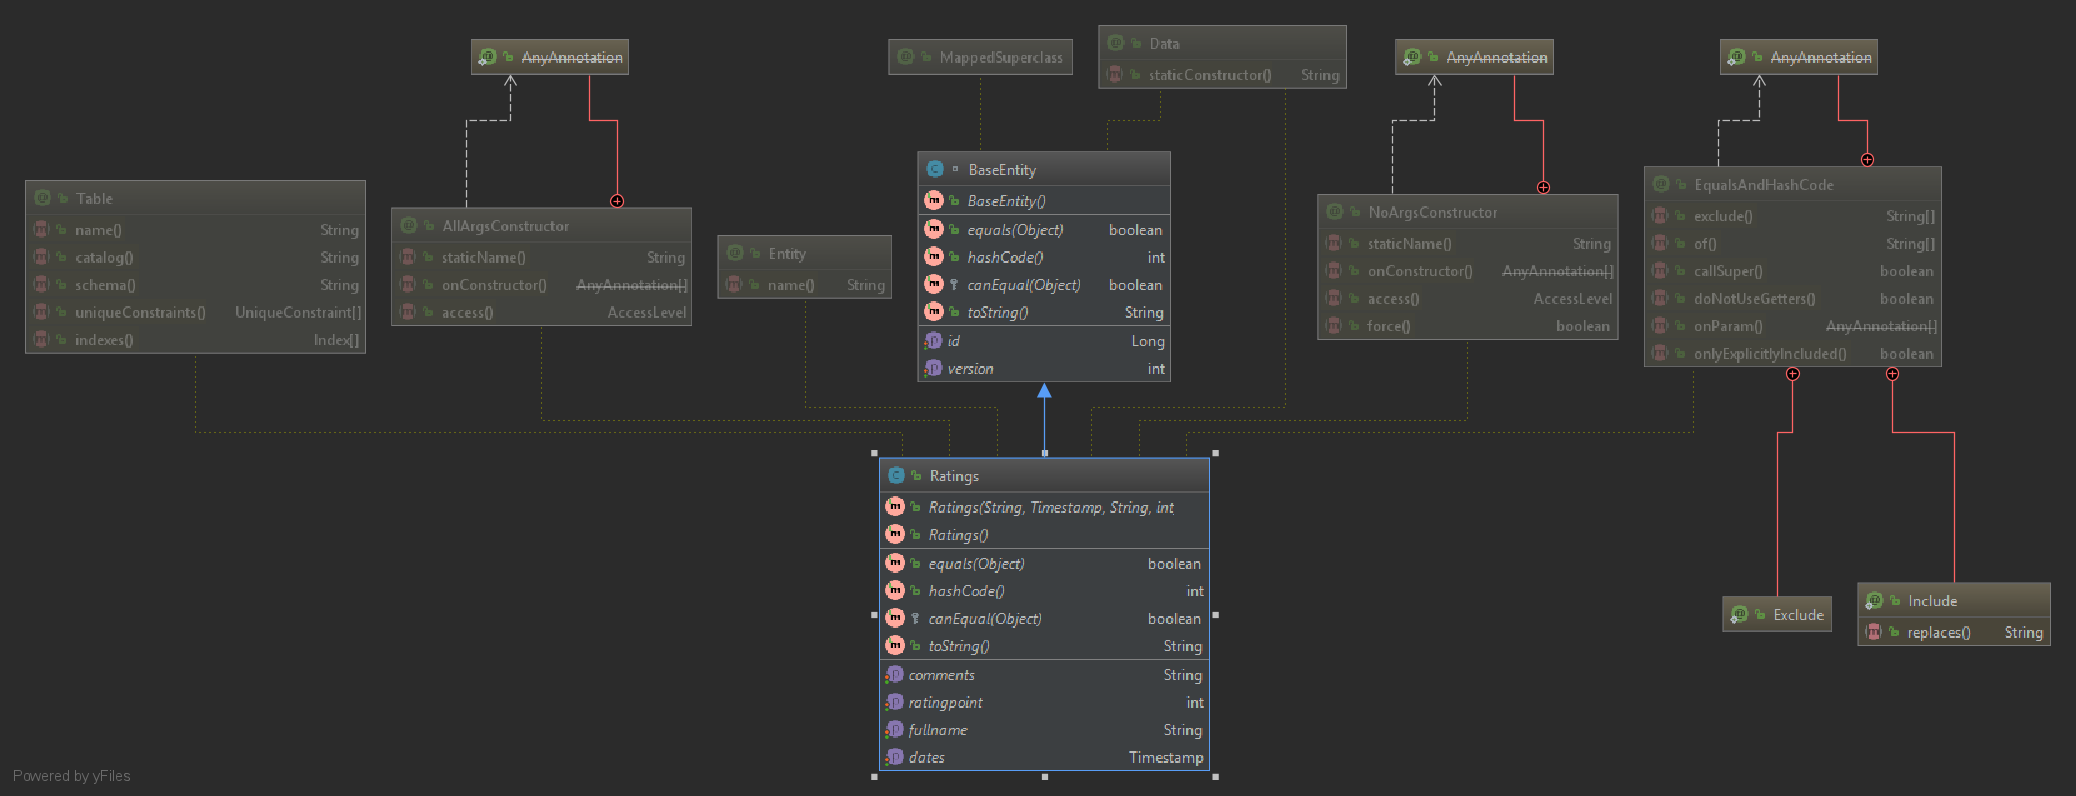 AnyAnnotation
MappedSuperclass
Data
staticConstructor() String
AnyAnnotation
AnyAnnotation
Table
name() String
catalog() String
schema() String
uniqueConstraints() UniqueConstraint[]
indexes() Index[]
AllArgsConstructor
staticName() String
onConstructor() AnyAnnotation[]
access() AccessLevel
Entity
name() String
BaseEntity
BaseEntity()
equals(Object) boolean
hashCode() int
canEqual(Object) boolean
toString() String
id Long
version int
NoArgsConstructor
staticName() String
onConstructor() AnyAnnotation[]
access() AccessLevel
force() boolean
EqualsAndHashCode
exclude() String[]
of() String[]
callSuper() boolean
doNotUseGetters() boolean
onParam() AnyAnnotation[]
onlyExplicitlyIncluded() boolean
Ratings
Ratings(String, Timestamp, String, int
Ratings()
equals(Object) boolean
hashCode() int
canEqual(Object) boolean
toString() String
comments String
ratingpoint int
fullname String
dates Timestamp
Exclude
Include
replaces() String
Powered by yFiles